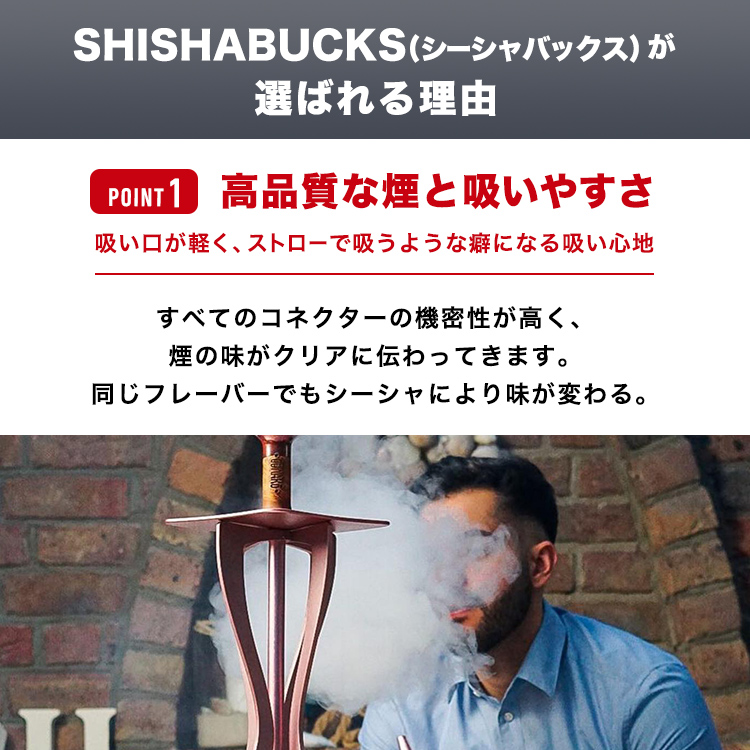 SHISHABUCKS(シーシャバックス)が
選ばれる理由
POINT1 高品質な煙と吸いやすさ
吸い口が軽く、ストローで吸うような癖になる吸い心地
すべてのコネクターの機密性が高く、
煙の味がクリアに伝わってきます。
同じフレーバーでもシーシャにより味が変わる。